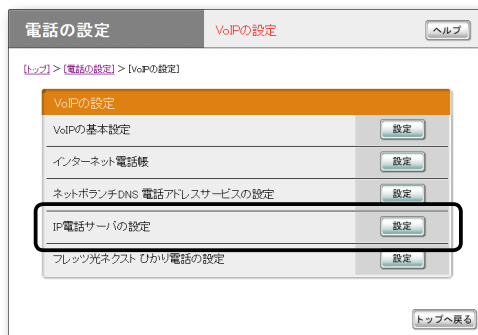 電話の設定 VoIPの設定 ヘルプ
[トップ] > [電話の設定] > [VoIPの設定]
VoIPの設定
VoIPの基本設定 設定
インターネット電話帳 設定
ネットボランチDNS 電話アドレスサービスの設定 設定
IP電話サーバの設定 設定
フレッツ光ネクスト ひかり電話の設定 設定
トップへ戻る